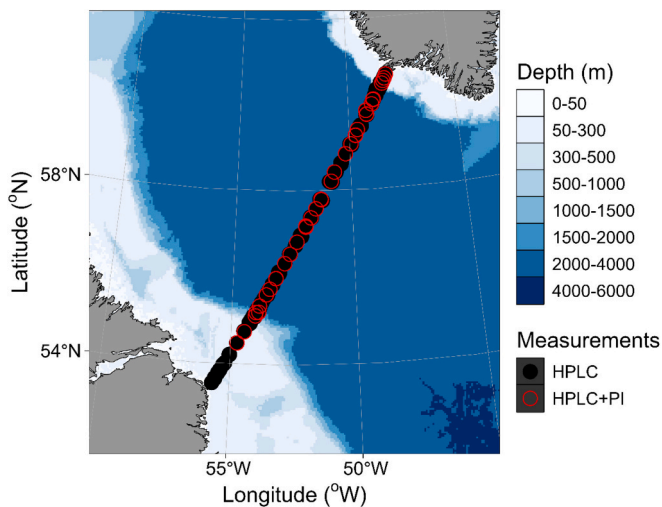 58°N
54°N
55°W
50°W
Latitude (°N)
Longitude (°W)
Depth (m)
0-50
50-300
300-500
500-1000
1000-1500
1500-2000
2000-4000
4000-6000
Measurements
HPLC
HPLC+PI